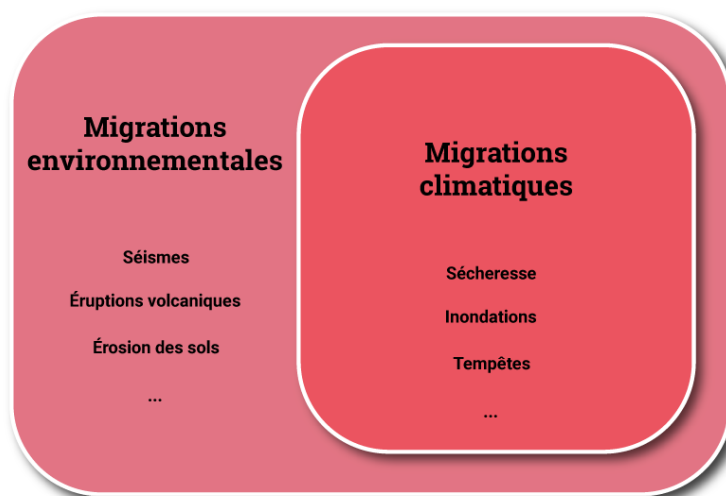 Migrations
environnementales
Séismes
Éruptions volcaniques
Érosion des sols
...
Migrations
climatiques
Sécheresse
Inondations
Tempêtes
...